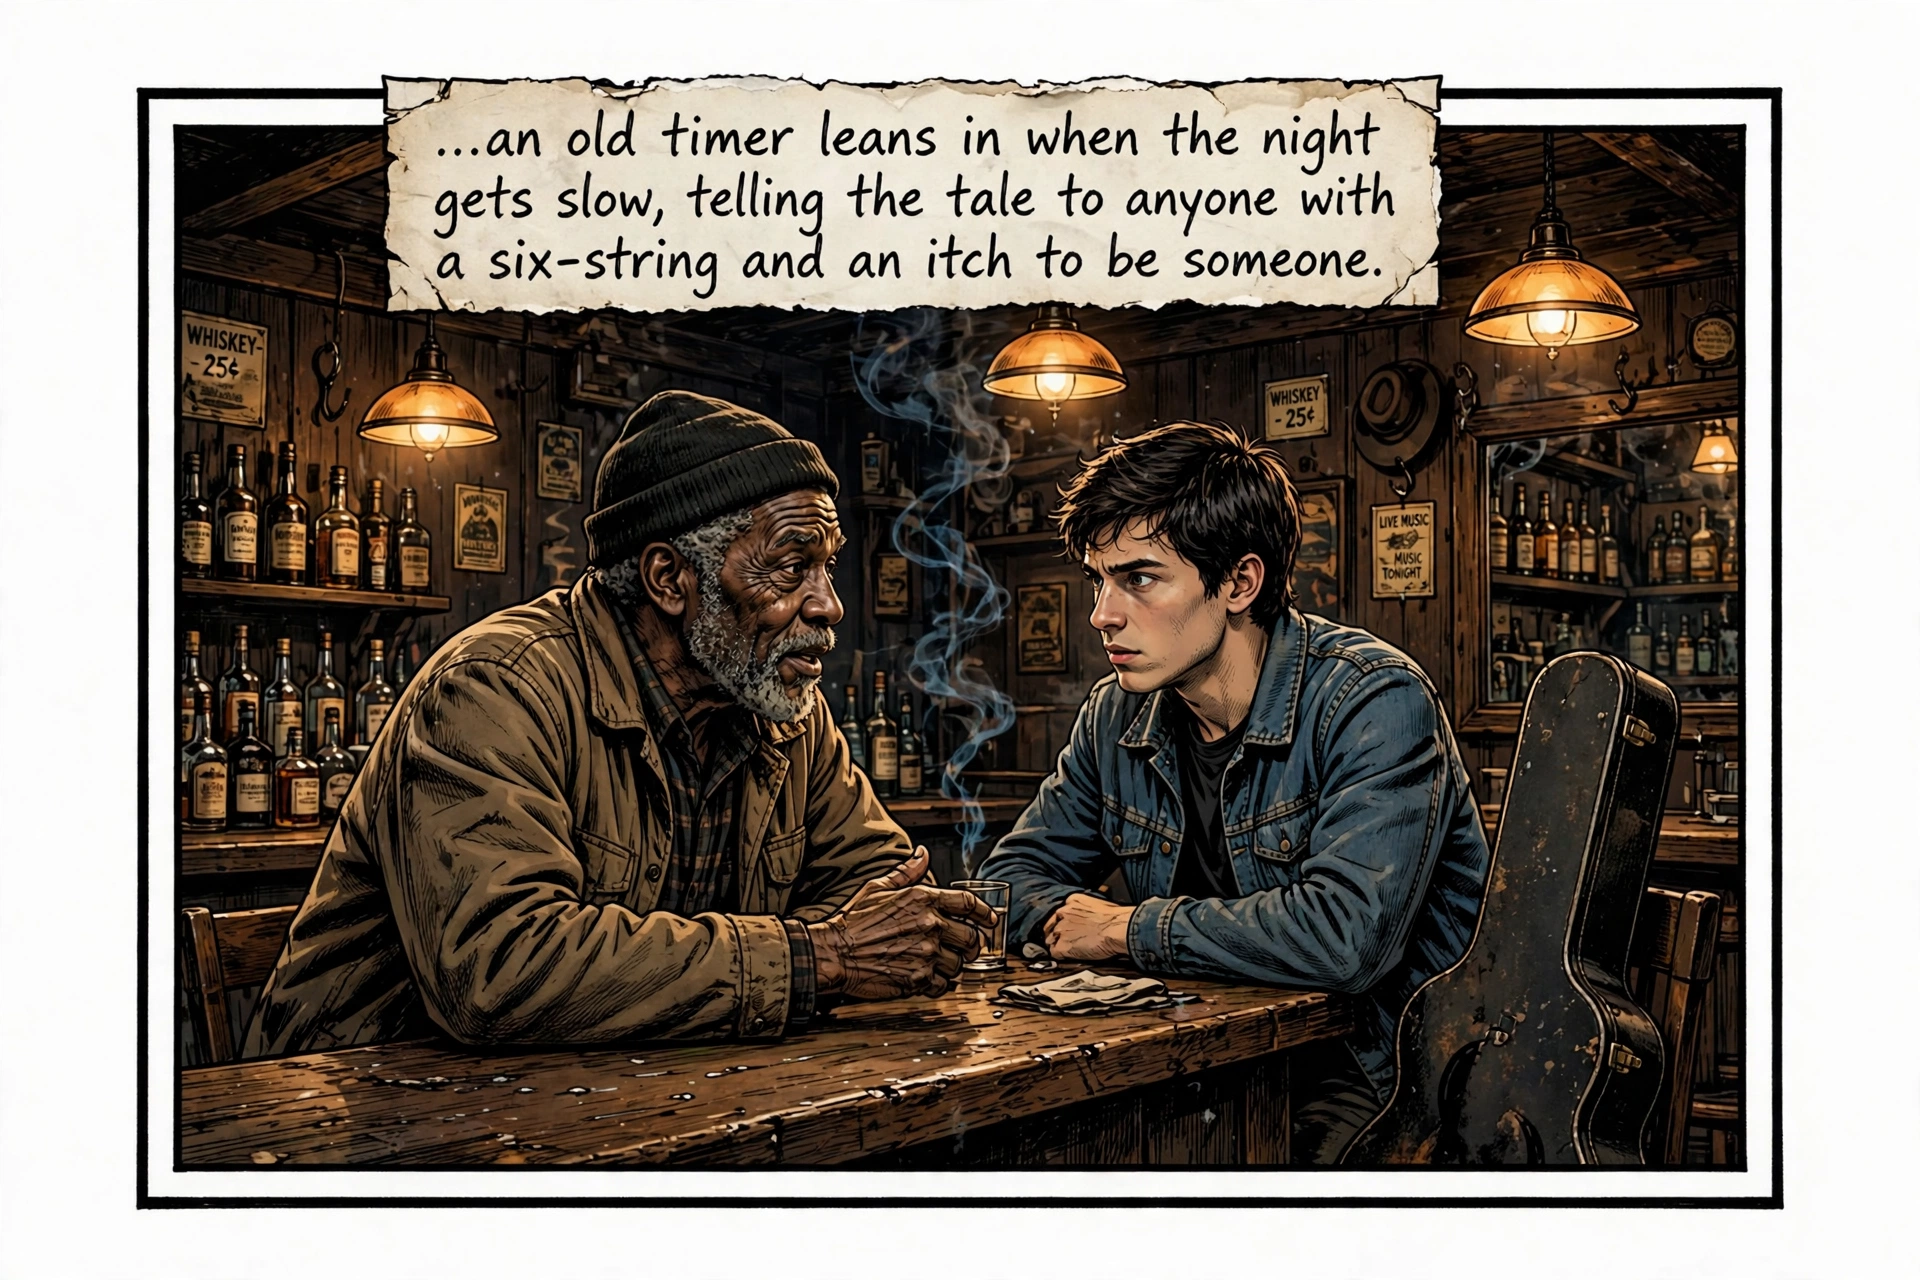 ...an old timer leans in when the night
gets slow, telling the tale to anyone with
a six-string and an itch to be someone.
WHISKEY-
- 25¢
WHISKEY
- 25¢
LIVE MUSIC
MUSIC
TONIGHT